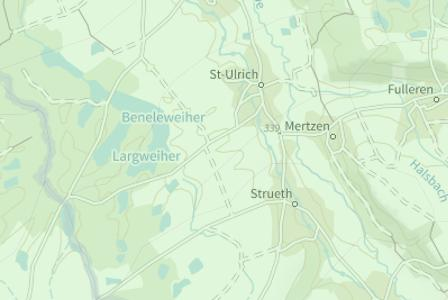 St-Ulrich
Fulleren
Beneleweiher
339
Mertzen
Largweiher
Halsbach
Strueth